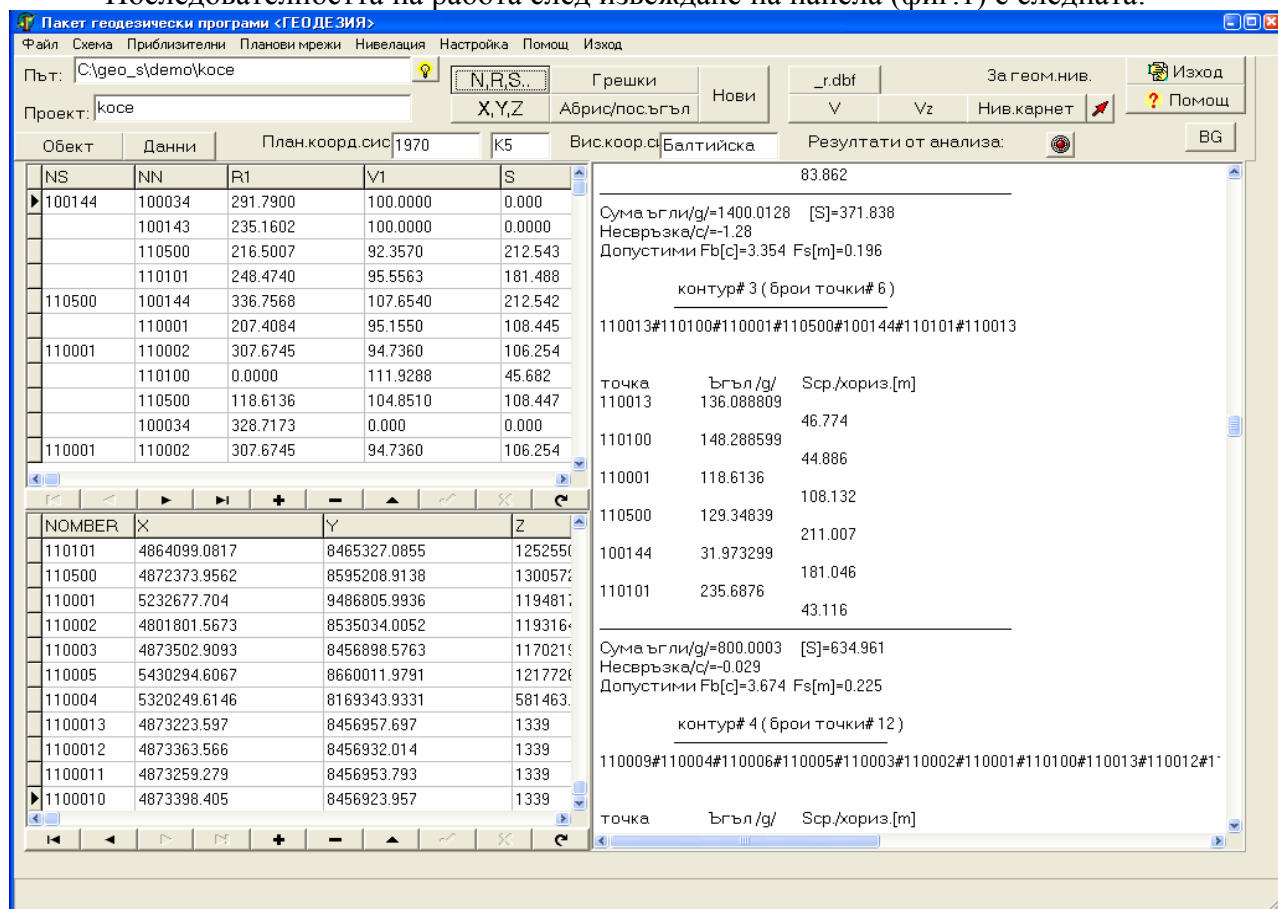 Последователността на работа след извеждане на панела (фиг.1) е следната:
Пакет геодезически програми <ГЕОДЕЗИЯ>
Файл Схема Приблизителни Планови мрежи Нивелация Настройка Помощ Изход
Път: C:\geo_s\demo\koce
N,R,S.. Грешки Нови _r.dbf За геом.нив. Изход
Проект: koce
X,Y,Z Абрис/пос.ъгъл V Vz Нив.карнет Помощ
Обект Данни План.коорд.сис 1970 K5 Вис.коор.си Балтийска Резултати от анализа: BG
NS NN R1 V1 S
100144 100034 291.7900 100.0000 0.000
100143 235.1602 100.0000 0.0000
110500 216.5007 92.3570 212.543
110101 248.4740 95.5563 181.488
110500 100144 336.7568 107.6540 212.542
110001 207.4084 95.1550 108.445
110001 110002 307.6745 94.7360 106.254
110100 0.0000 111.9288 45.682
110500 118.6136 104.8510 108.447
100034 328.7173 0.000 0.000
110001 110002 307.6745 94.7360 106.254
NOMBER X Y Z
110101 4864099.0817 8465327.0855 1252550
110500 4872373.9562 8595208.9138 1300572
110001 5232677.704 9486805.9936 1194817
110002 4801801.5673 8535034.0052 1193164
110003 4873502.9093 8456898.5763 1170219
110005 5430294.6067 8660011.9791 1217726
110004 5320249.6146 8169343.9331 581463.
1100013 4873223.597 8456957.697 1339
1100012 4873363.566 8456932.014 1339
1100011 4873259.279 8456953.793 1339
1100010 4873398.405 8456923.957 1339
83.862
Сума ъгли/g/=1400.0128 [S]=371.838
Несвръзка/c/=-1.28
Допустими Fb[c]=3.354 Fs[m]=0.196
контур# 3 ( брои точки# 6 )
110013#110100#110001#110500#100144#110101#110013
точка Ъгъл /g/ Sср./хориз.[m]
110013 136.088809
46.774
110100 148.288599
44.886
110001 118.6136
108.132
110500 129.34839
211.007
100144 31.973299
181.046
110101 235.6876
43.116
Сума ъгли/g/=800.0003 [S]=634.961
Несвръзка/c/=-0.029
Допустими Fb[c]=3.674 Fs[m]=0.225
контур# 4 ( брои точки# 12 )
110009#110004#110006#110005#110003#110002#110001#110100#110013#110012#1
точка Ъгъл /g/ Sср./хориз.[m]